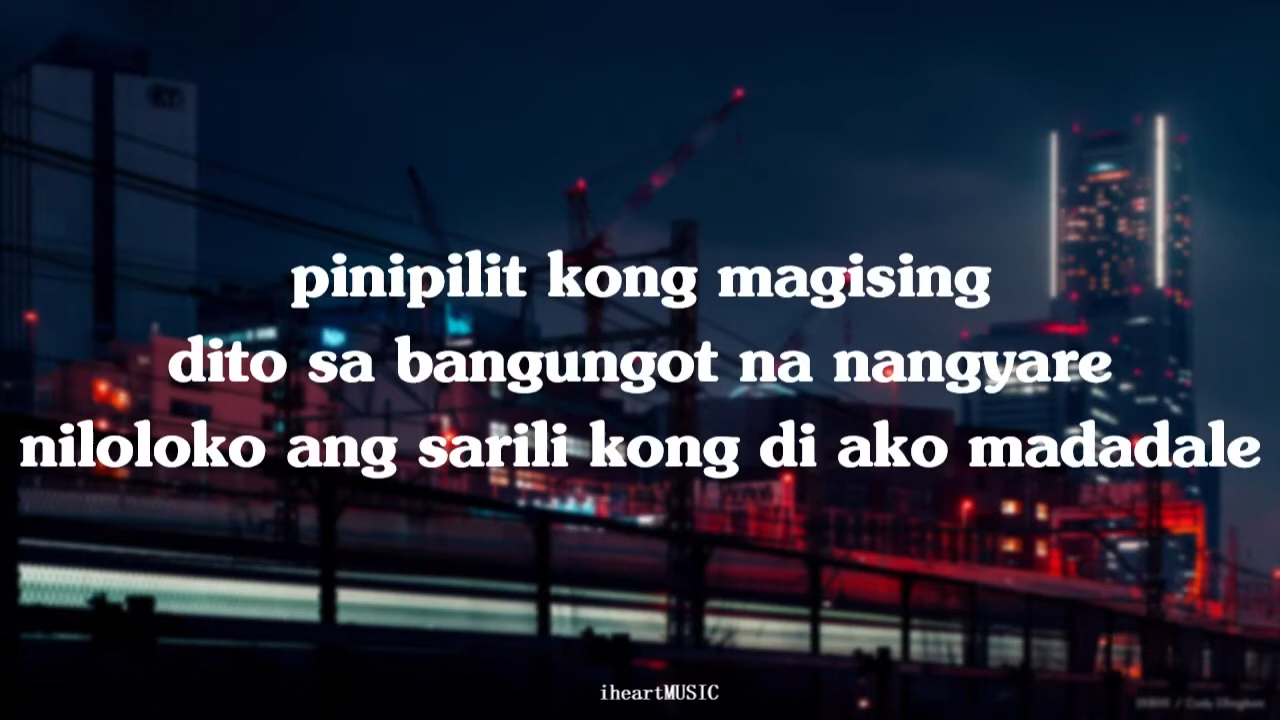 pinipilit kong magising
dito sa bangungot na nangyare
niloloko ang sarili kong di ako madadale
iheartMUSIC